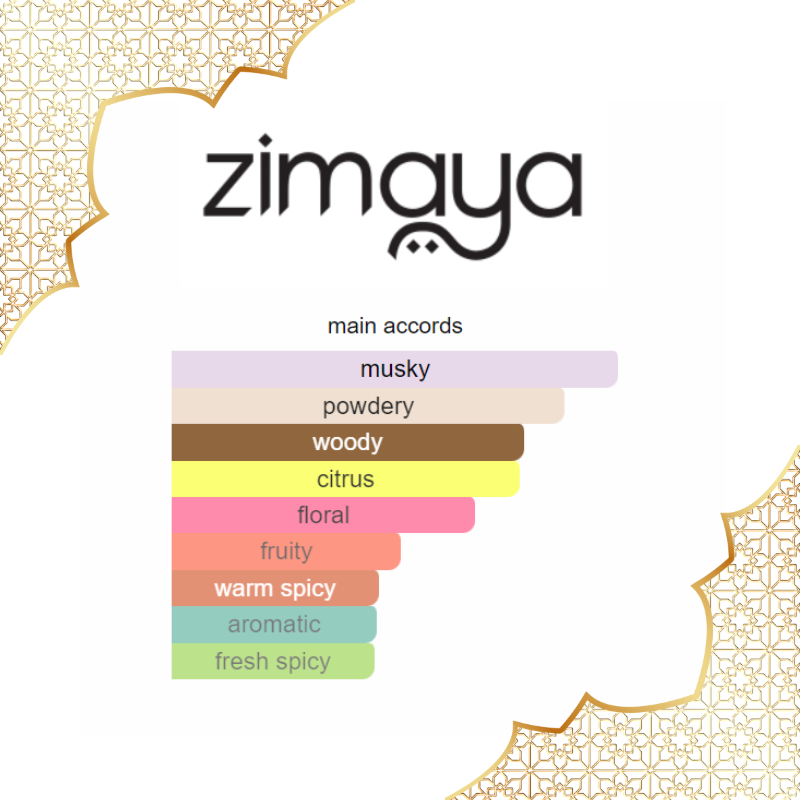 zimaya
main accords
musky
powdery
woody
citrus
floral
fruity
warm spicy
aromatic
fresh spicy